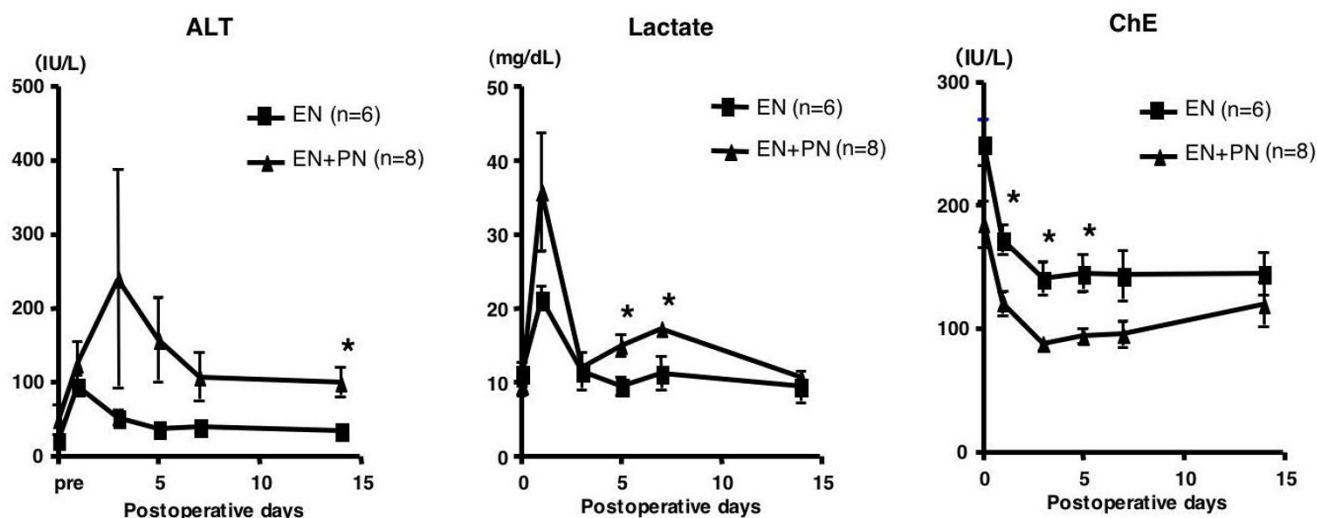 ALT
(IU/L)
500
400
300
200
100
0
EN (n=6)
EN+PN (n=8)
*
pre 5 10 15
Postoperative days
Lactate
(mg/dL)
50
40
30
20
10
0
EN (n=6)
EN+PN (n=8)
* *
0 5 10 15
Postoperative days
ChE
(IU/L)
300
200
100
0
EN (n=6)
EN+PN (n=8)
* * *
0 5 10 15
Postoperative days